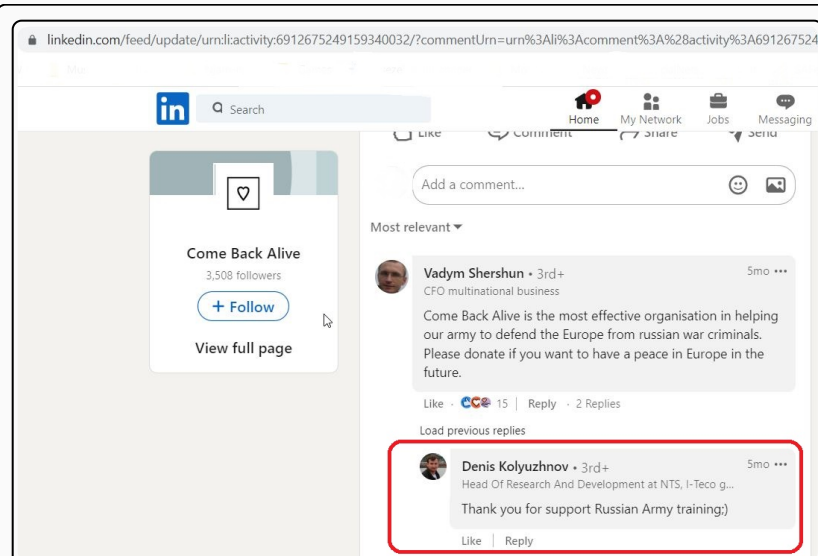 linkedin.com/feed/update/urn:li:activity:6912675249159340032/?commentUrn=urn%3Ali%3Acomment%3A%28activity%3A691267524
in
Search
Home
My Network
Jobs
Messaging
Like
Comment
Share
Send
Add a comment...
Most relevant
Come Back Alive
3,508 followers
+ Follow
View full page
Vadym Shershun • 3rd+
5mo
CFO multinational business
Come Back Alive is the most effective organisation in helping
our army to defend the Europe from russian war criminals.
Please donate if you want to have a peace in Europe in the
future.
Like · 15 | Reply · 2 Replies
Load previous replies
Denis Kolyuzhnov • 3rd+
5mo
Head Of Research And Development at NTS, I-Teco g...
Thank you for support Russian Army training;)
Like | Reply